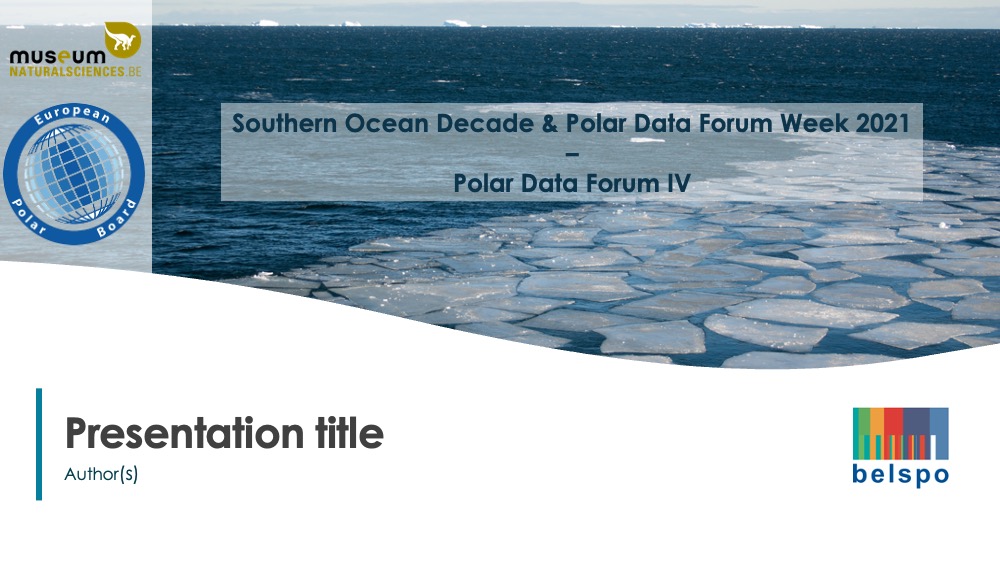 museum
NATURALSCIENCES.BE
European
Polar Board
Southern Ocean Decade & Polar Data Forum Week 2021
–
Polar Data Forum IV
Presentation title
Author(s)
belspo